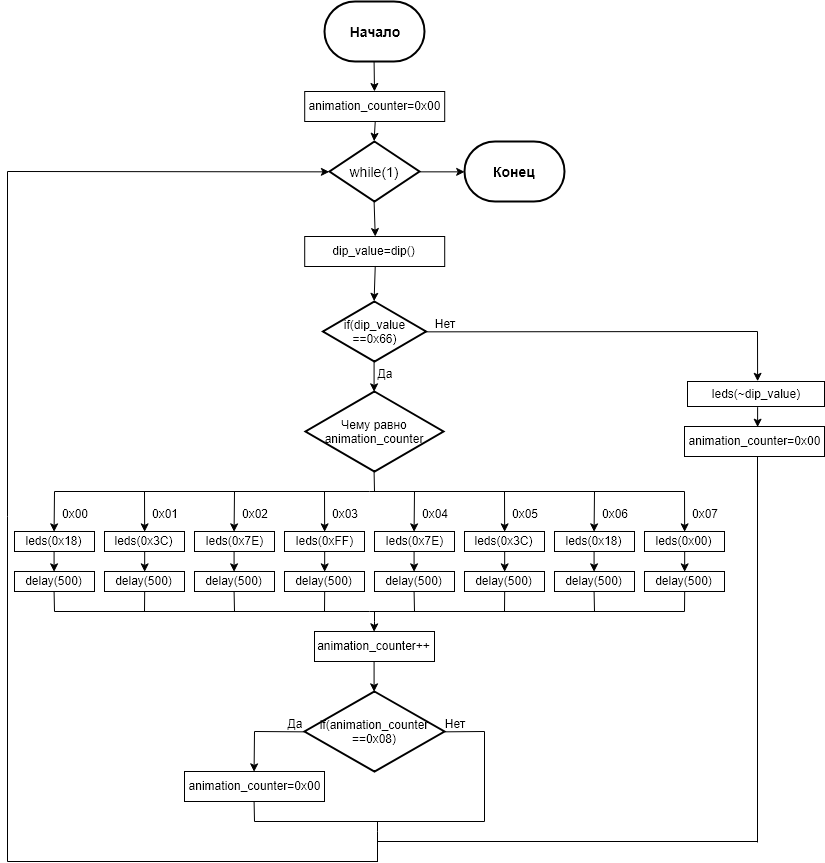 Начало
animation_counter=0x00
while(1)
Конец
dip_value=dip()
if(dip_value
==0x66)
Нет
Да
leds(~dip_value)
Чему равно
animation_counter
animation_counter=0x00
0x00
0x01
0x02
0x03
0x04
0x05
0x06
0x07
leds(0x18)
leds(0x3C)
leds(0x7E)
leds(0xFF)
leds(0x7E)
leds(0x3C)
leds(0x18)
leds(0x00)
delay(500)
delay(500)
delay(500)
delay(500)
delay(500)
delay(500)
delay(500)
delay(500)
animation_counter++
Да
if(animation_counter
==0x08)
Нет
animation_counter=0x00